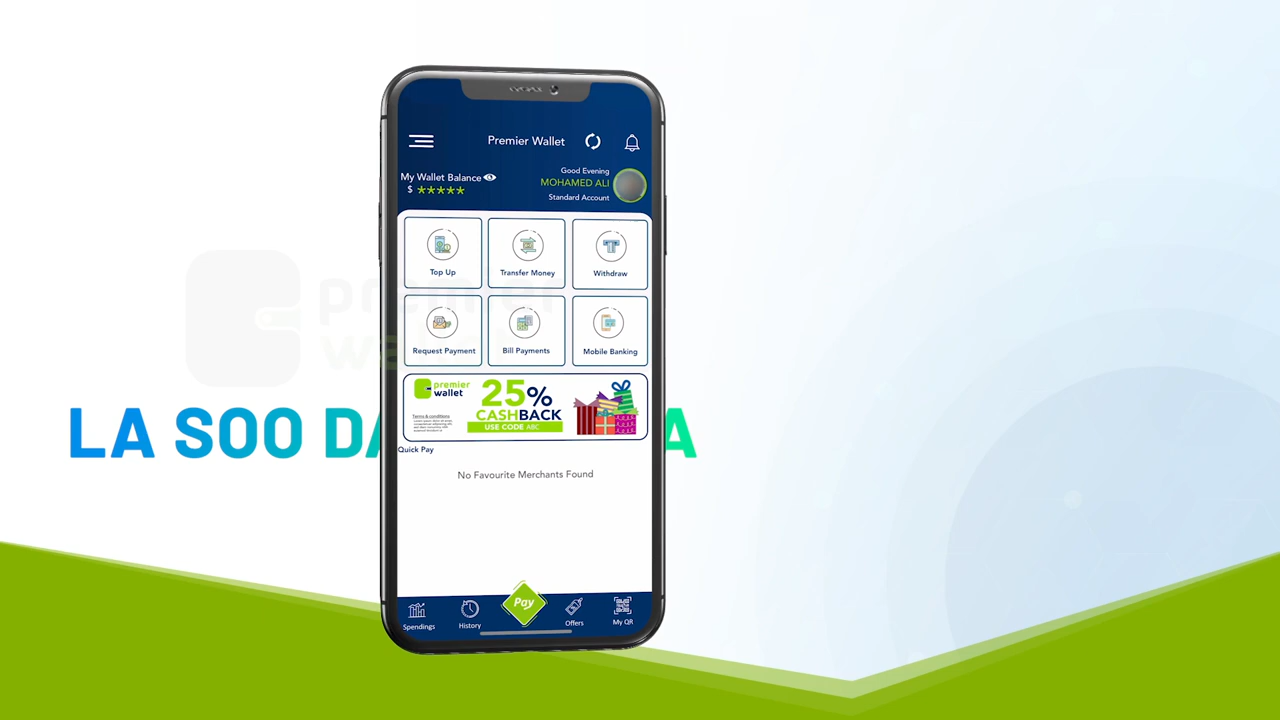 Premier Wallet
My Wallet Balance
$ *****
Good Evening
MOHAMED ALI
Standard Account
Top Up
Transfer Money
Withdraw
Request Payment
Bill Payments
Mobile Banking
premier
wallet
25%
CASHBACK
USE CODE ABC
Terms & conditions
LA SOO
Quick Pay
No Favourite Merchants Found
Pay
Spendings
History
Offers
My QR